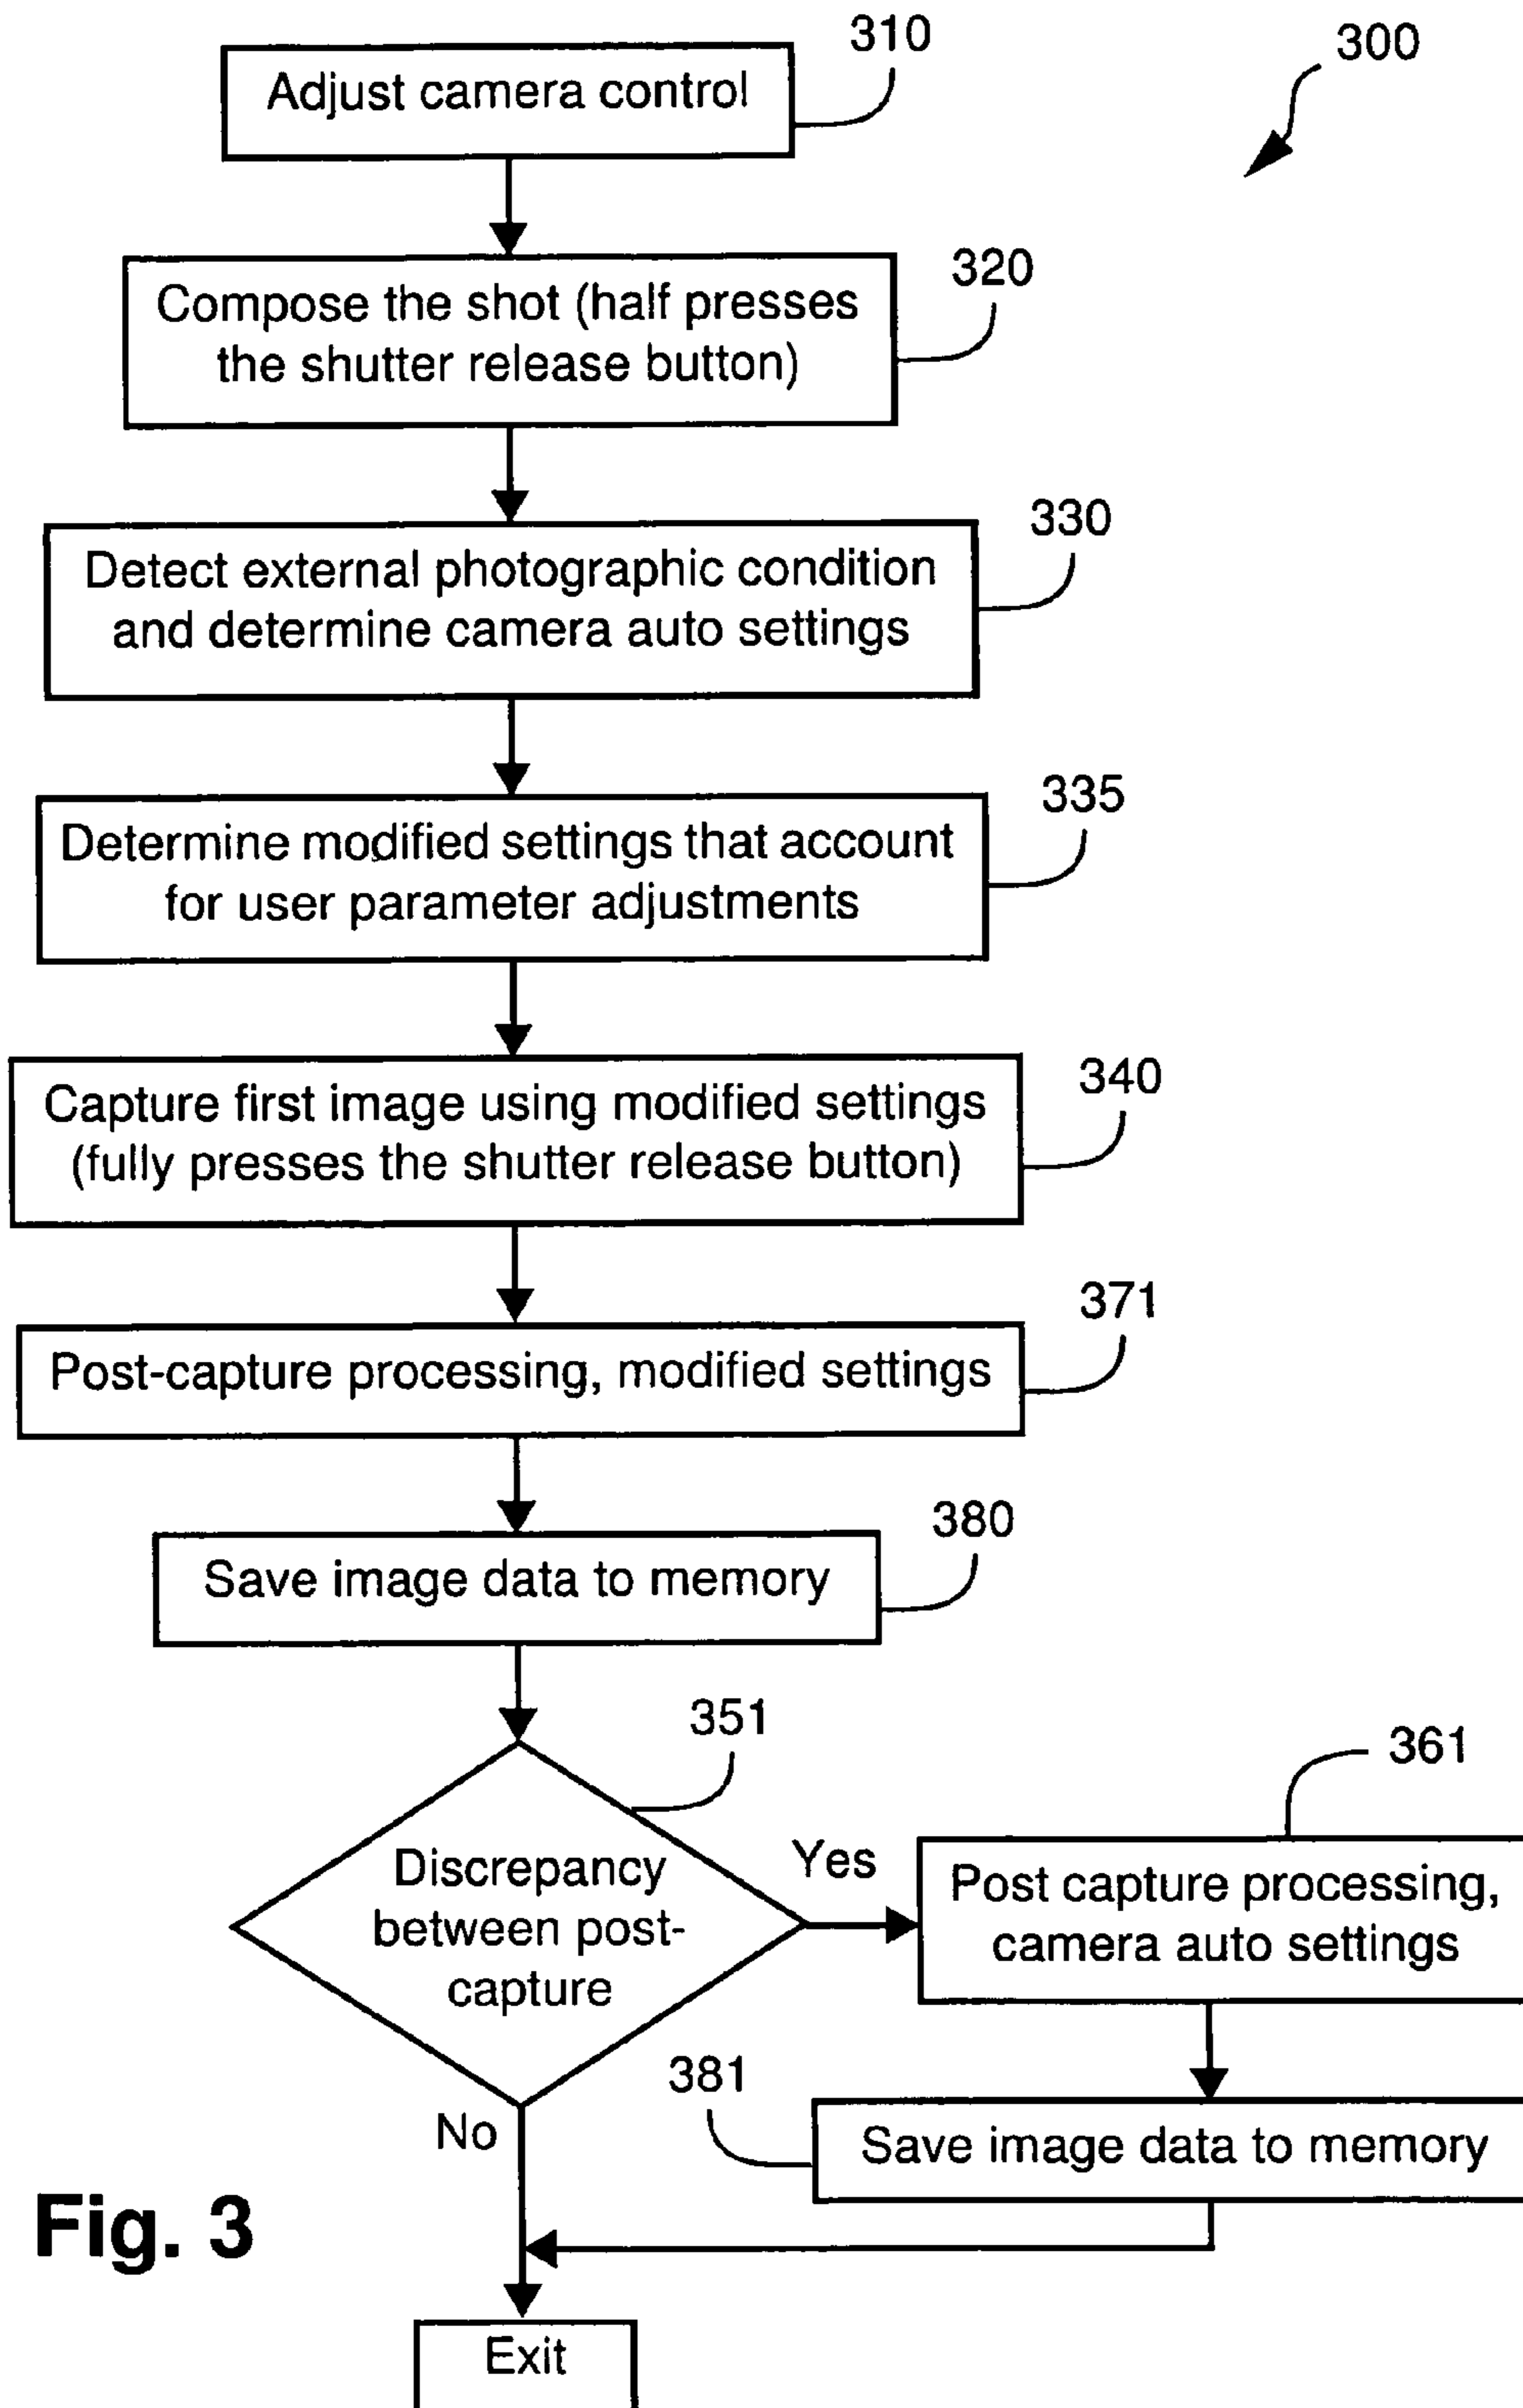 310
300
Adjust camera control
320
Compose the shot (half presses
the shutter release button)
330
Detect external photographic condition
and determine camera auto settings
335
Determine modified settings that account
for user parameter adjustments
340
Capture first image using modified settings
(fully presses the shutter release button)
371
Post-capture processing, modified settings
380
Save image data to memory
351
361
Discrepancy
between post-
capture
Yes
Post capture processing,
camera auto settings
381
No
Save image data to memory
Fig. 3
Exit